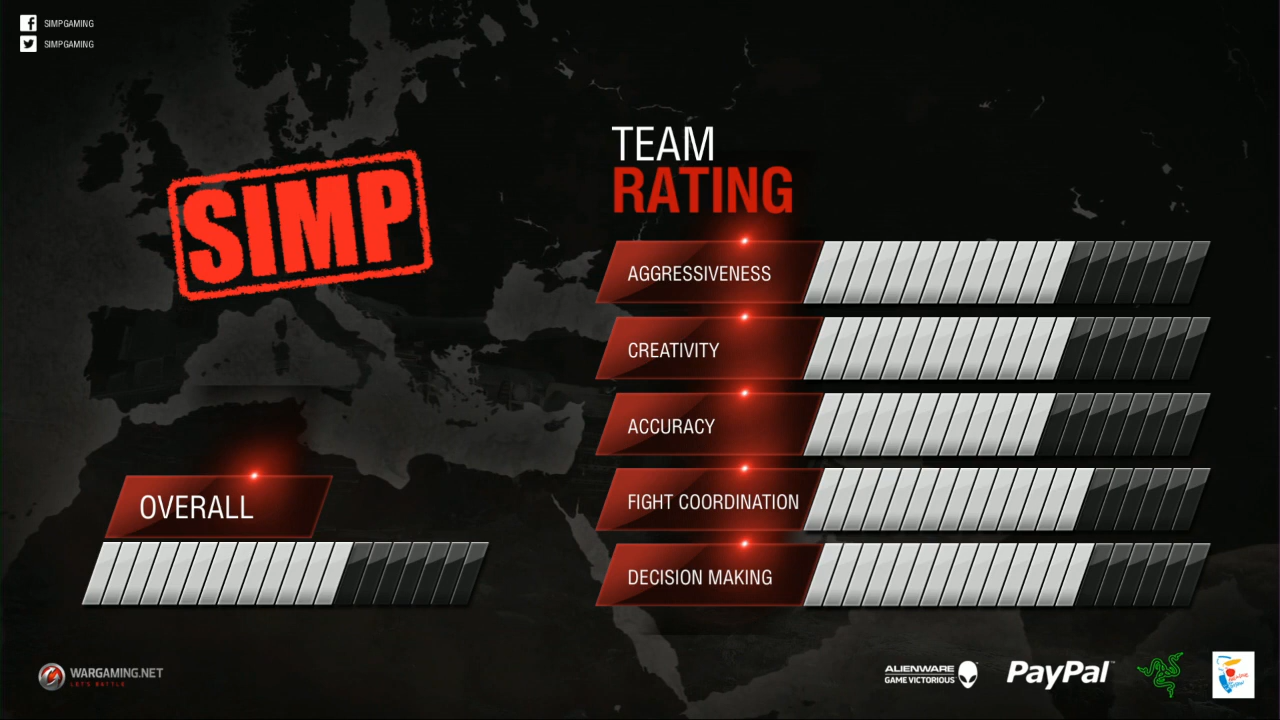 SIMPGAMING
SIMPGAMING
SIMP
TEAM
RATING
AGGRESSIVENESS
CREATIVITY
ACCURACY
FIGHT COORDINATION
DECISION MAKING
OVERALL
WARGAMING.NET
LET'S BATTLE
ALIENWARE
GAME VICTORIOUS
PayPal™